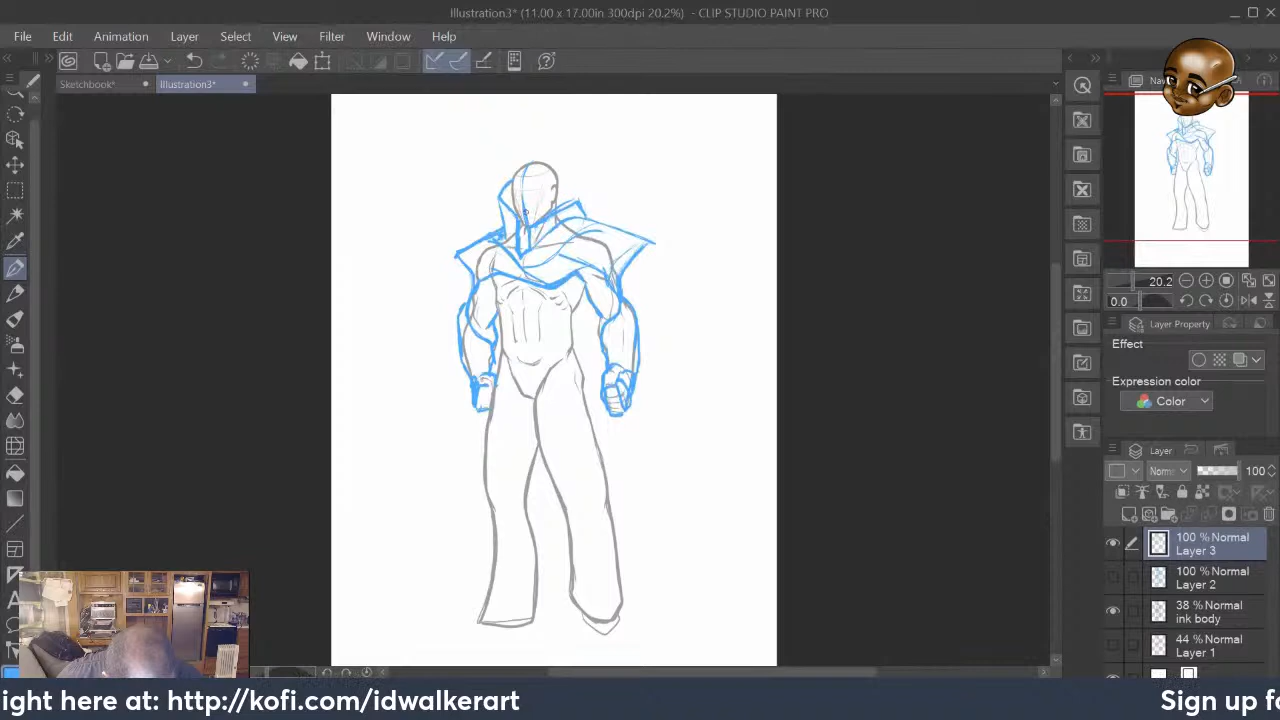 Illustration3* (11.00 x 17.00in 300dpi 20.2%) - CLIP STUDIO PAINT PRO
File Edit Animation Layer Select View Filter Window Help
Sketchbook* Illustration3*
20.2
0.0
Layer Property
Effect
Expression color
Color
Layer
Norm 100
100 % Normal
Layer 3
100 % Normal
Layer 2
38 % Normal
ink body
44 % Normal
Layer 1
ight here at: http://kofi.com/idwalkerart Sign up fo